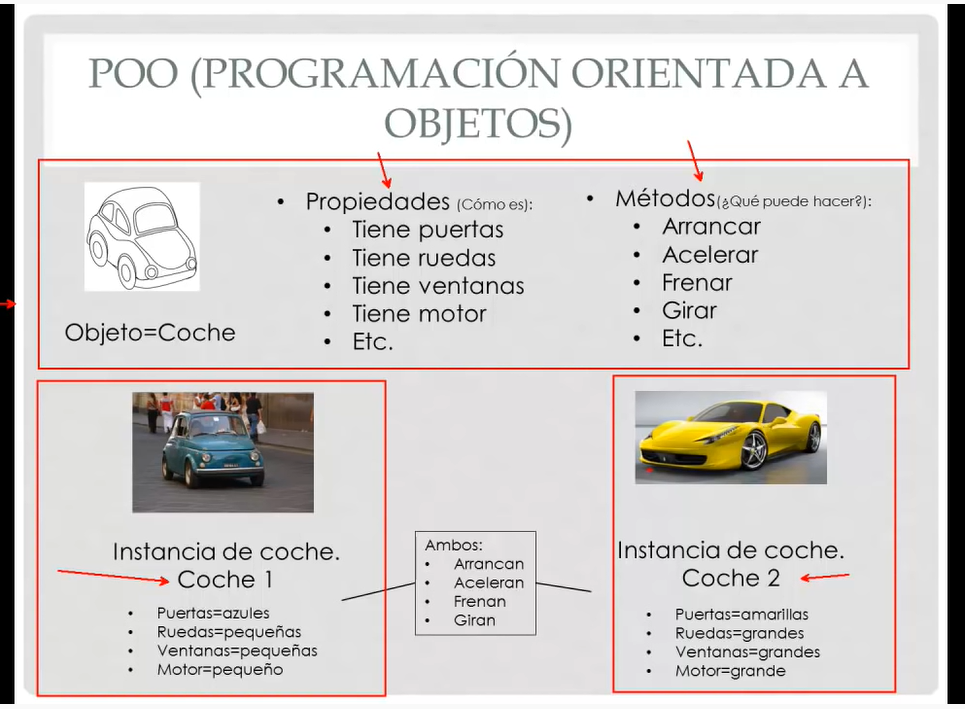 POO (PROGRAMACIÓN ORIENTADA A
OBJETOS)
• Propiedades (Cómo es):
• Tiene puertas
• Tiene ruedas
• Tiene ventanas
• Tiene motor
• Etc.
• Métodos(¿Qué puede hacer?):
• Arrancar
• Acelerar
• Frenar
• Girar
• Etc.
Objeto=Coche
Instancia de coche.
Coche 1
• Puertas=azules
• Ruedas=pequeñas
• Ventanas=pequeñas
• Motor=pequeño
Ambos:
• Arrancan
• Aceleran
• Frenan
• Giran
Instancia de coche.
Coche 2
• Puertas=amarillas
• Ruedas=grandes
• Ventanas=grandes
• Motor=grande